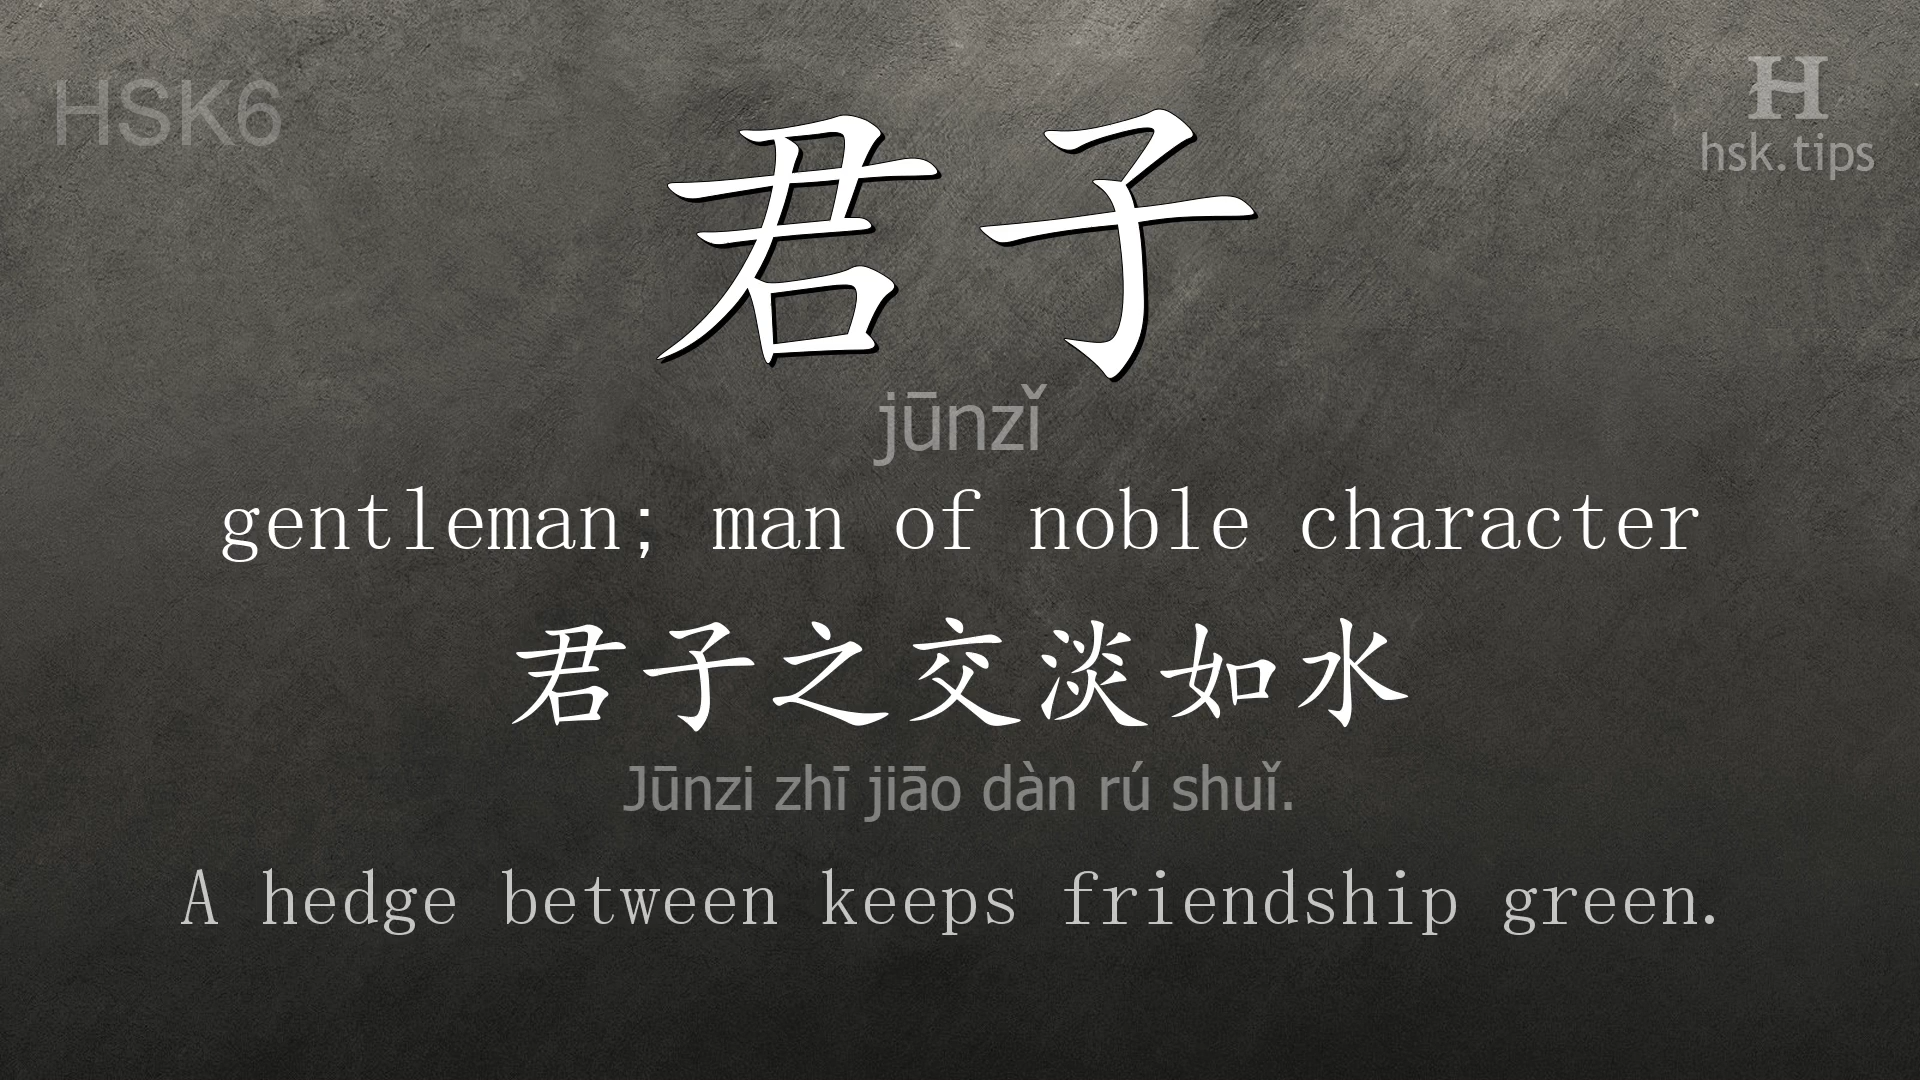 HSK6
H
hsk.tips
君子
jūnzǐ
gentleman; man of noble character
君子之交淡如水
Jūnzi zhī jiāo dàn rú shuǐ.
A hedge between keeps friendship green.